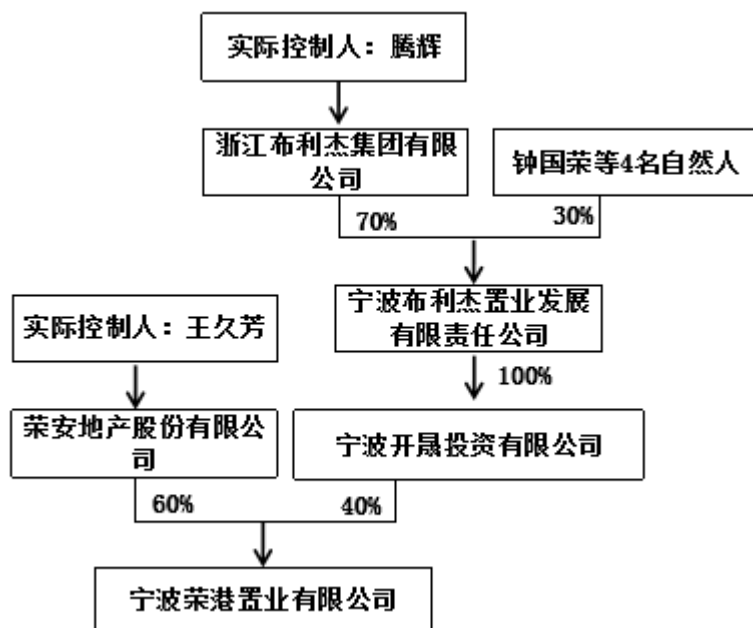 实际控制人：腾辉
浙江布利杰集团有限
公司
钟国荣等4名自然人
70%
30%
宁波布利杰置业发展
有限责任公司
实际控制人：王久芳
100%
荣安地产股份有限公
司
宁波开晟投资有限公司
60%
40%
宁波荣港置业有限公司